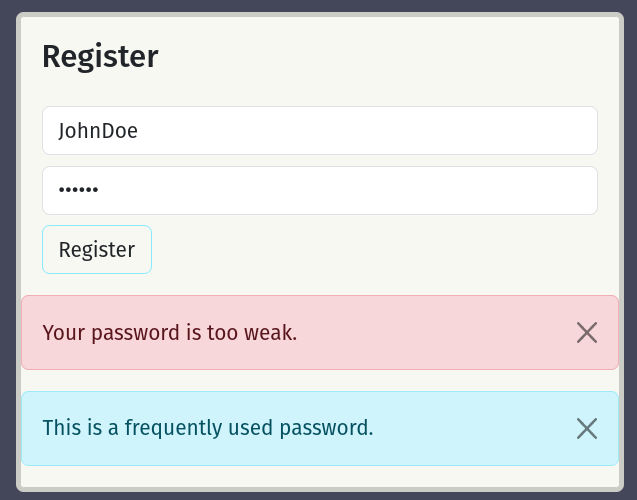 Register
JohnDoe
••••••
Register
Your password is too weak.
This is a frequently used password.